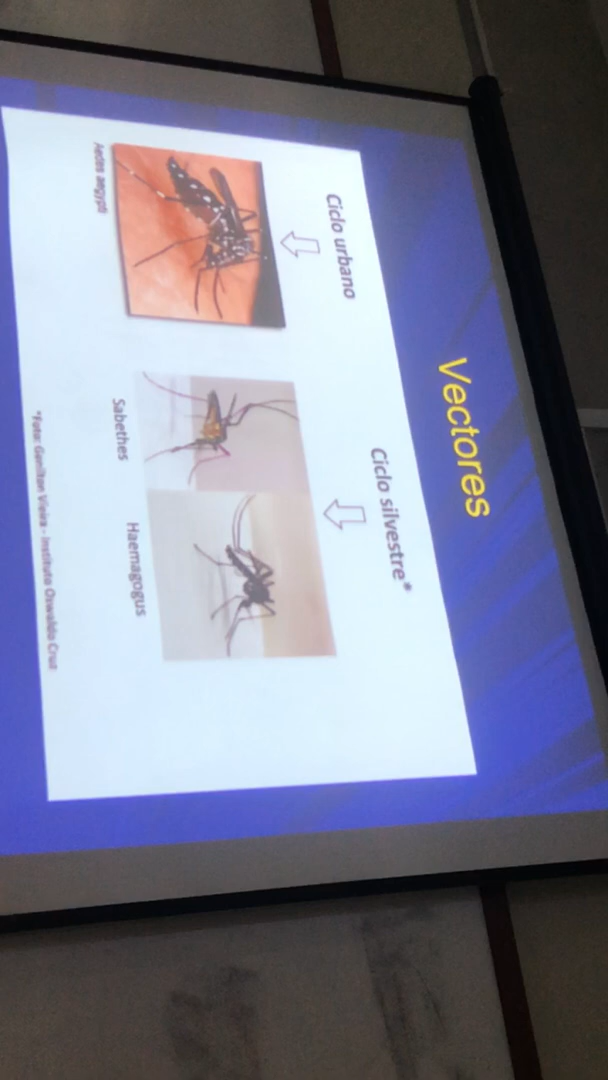 Vectores
Ciclo urbano
Ciclo silvestre*
Aedes aegypti
Sabethes
Haemagogus
*Foto: Genilton Vieira - Instituto Oswaldo Cruz